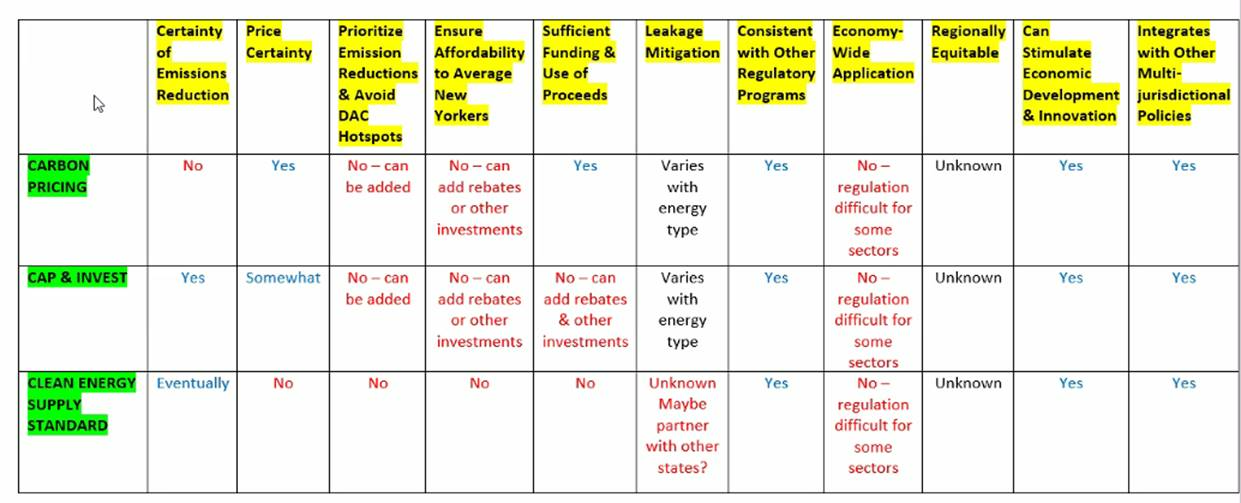 Certainty
of
Emissions
Reduction
Price
Certainty
Prioritize
Emission
Reductions
& Avoid
DAC
Hotspots
Ensure
Affordability
to Average
New
Yorkers
Sufficient
Funding &
Use of
Proceeds
Leakage
Mitigation
Consistent
with Other
Regulatory
Programs
Economy-
Wide
Application
Regionally
Equitable
Can
Stimulate
Economic
Development
& Innovation
Integrates
with Other
Multi-
jurisdictional
Policies
CARBON
PRICING
No
Yes
No – can
be added
No – can
add rebates
or other
investments
Yes
Varies
with
energy
type
Yes
No –
regulation
difficult for
some
sectors
Unknown
Yes
Yes
CAP & INVEST
Yes
Somewhat
No – can
be added
No – can
add rebates
or other
investments
No – can
add rebates
& other
investments
Varies
with
energy
type
Yes
No –
regulation
difficult for
some
sectors
Unknown
Yes
Yes
CLEAN ENERGY
SUPPLY
STANDARD
Eventually
No
No
No
No
Unknown
Maybe
partner
with other
states?
Yes
No –
regulation
difficult for
some
sectors
Unknown
Yes
Yes